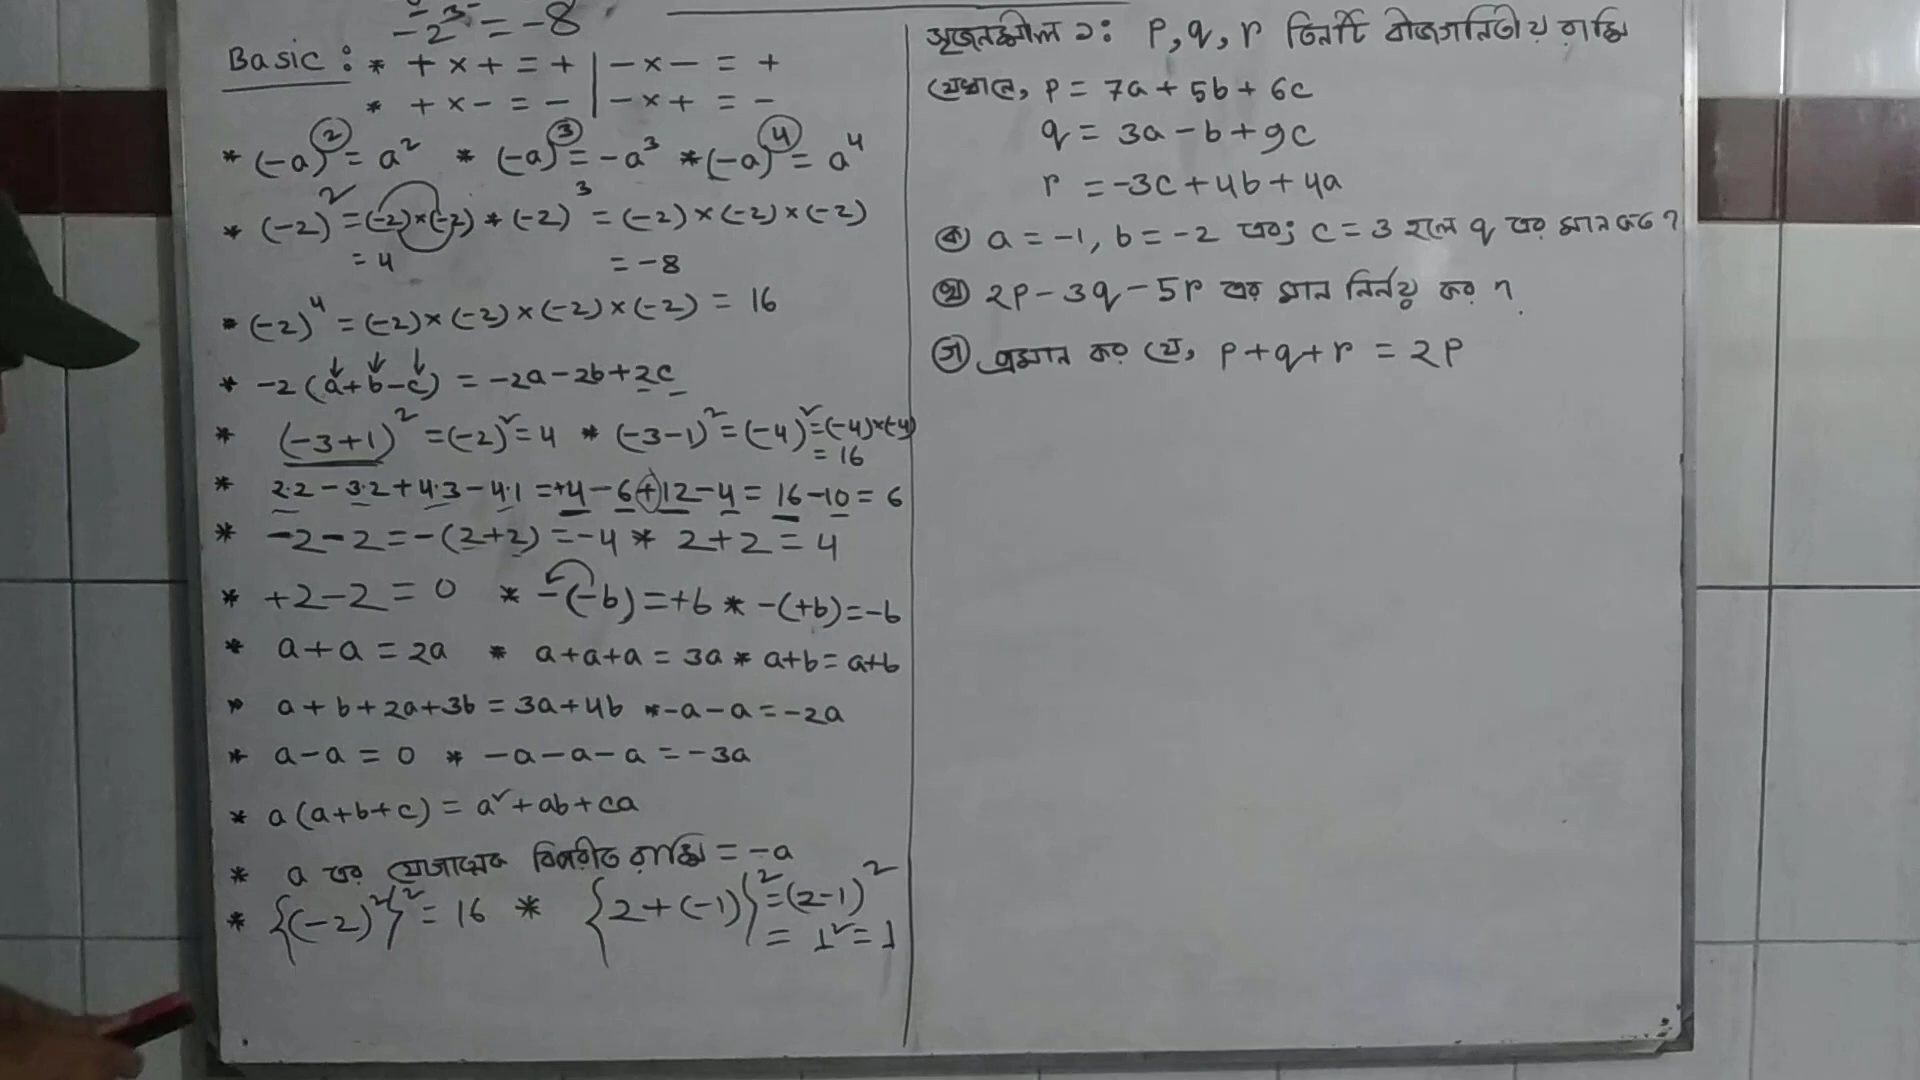 -2³ = -8
Basic : * + × + = + | - × - = +
* + × - = - | - × + = -
* (-a)² = a² * (-a)³ = -a³ * (-a)⁴ = a⁴
* (-2)² = (-2)×(-2) * (-2)³ = (-2)×(-2)×(-2)
= 4 = -8
* (-2)⁴ = (-2)×(-2)×(-2)×(-2) = 16
* -2(a+b-c) = -2a-2b+2c
* (-3+1)² = (-2)² = 4 * (-3-1)² = (-4)² = (-4)×(-4)
= 16
* 2·2 - 3·2 + 4·3 - 4·1 = +4-6+12-4 = 16-10 = 6
* -2-2 = -(2+2) = -4 * 2+2 = 4
* +2-2 = 0 * -(-b) = +b * -(+b) = -b
* a+a = 2a * a+a+a = 3a * a+b = a+b
* a+b+2a+3b = 3a+4b * -a-a = -2a
* a-a = 0 * -a-a-a = -3a
* a(a+b+c) = a²+ab+ca
* a এর যোগাত্মক বিপরীত রাশি = -a
* {(-2)²}² = 16 * {2+(-1)}² = (2-1)²
= 1² = 1
সৃজনশীল ১: p, q, r তিনটি বীজগনিতীয় রাশি
যেখানে, p = 7a+5b+6c
q = 3a-b+9c
r = -3c+4b+4a
(ক) a = -1, b = -2 এবং c = 3 হলে q এর মান কত?
(খ) 2p-3q-5r এর মান নির্নয় কর?
(গ) প্রমান কর যে, p+q+r = 2p